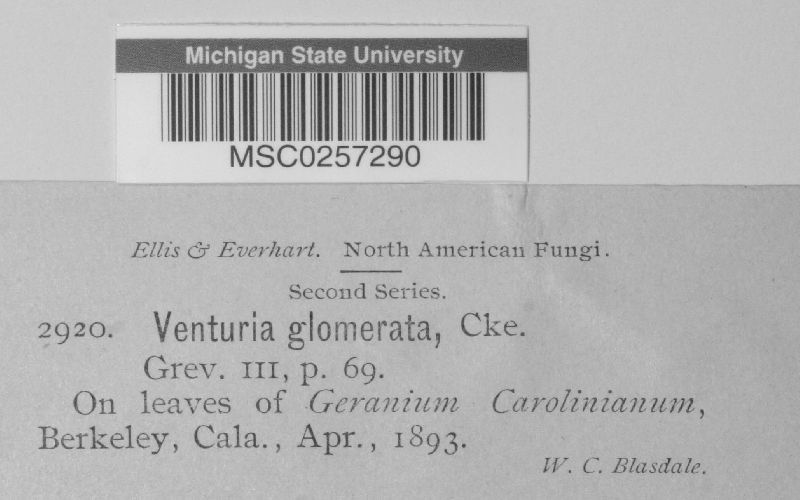 Michigan State University
MSC0257290
Ellis & Everhart. North American Fungi.
Second Series.
2920. Venturia glomerata, Cke.
Grev. III, p. 69.
On leaves of Geranium Carolinianum,
Berkeley, Cala., Apr., 1893.
W. C. Blasdale.